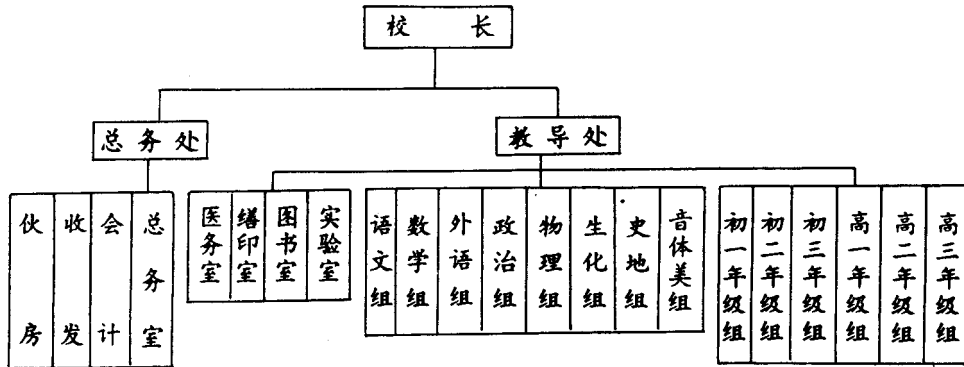 校长
总务处
教导处
伙房
收发
会计
总务室
医务室
缮印室
图书室
实验室
语文组
数学组
外语组
政治组
物理组
生化组
史地组
音体美组
初一年级组
初二年级组
初三年级组
高一年级组
高二年级组
高三年级组